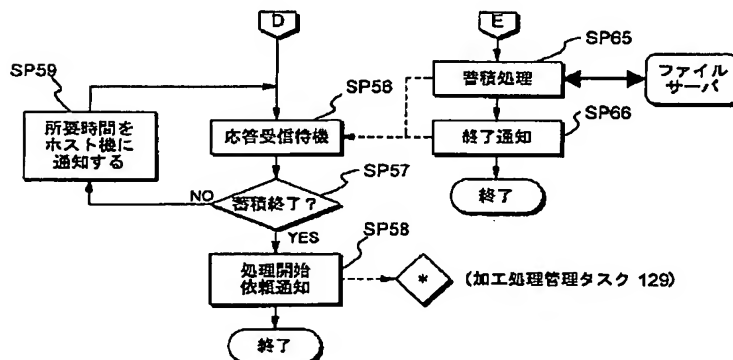 D
E
SP65
SP59
蓄積処理
ファイル
サーバ
SP56
所要時間を
ホスト機に
通知する
応答受信待機
SP66
終了通知
SP57
NO
蓄積終了？
終了
YES
SP58
処理開始
依頼通知
*
(加工処理管理タスク 129)
終了